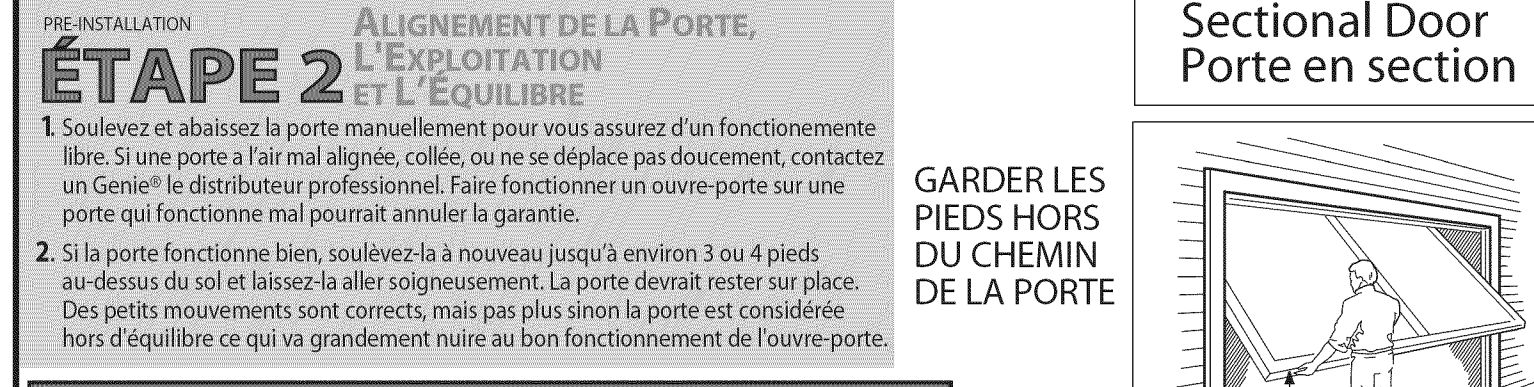 PRE-INSTALLATION
ÉTAPE 2
ALIGNEMENT DE LA PORTE,
L'EXPLOITATION
ET L'ÉQUILIBRE
1. Soulevez et abaissez la porte manuellement pour vous assurez d'un fonctionemente
libre. Si une porte a l'air mal alignée, collée, ou ne se déplace pas doucement, contactez
un Genie® le distributeur professionnel. Faire fonctionner un ouvre-porte sur une
porte qui fonctionne mal pourrait annuler la garantie.
2. Si la porte fonctionne bien, soulèvez-la à nouveau jusqu'à environ 3 ou 4 pieds
au-dessus du sol et laissez-la aller soigneusement. La porte devrait rester sur place.
Des petits mouvements sont corrects, mais pas plus sinon la porte est considérée
hors d'équilibre ce qui va grandement nuire au bon fonctionnement de l'ouvre-porte.
GARDER LES
PIEDS HORS
DU CHEMIN
DE LA PORTE
Sectional Door
Porte en section